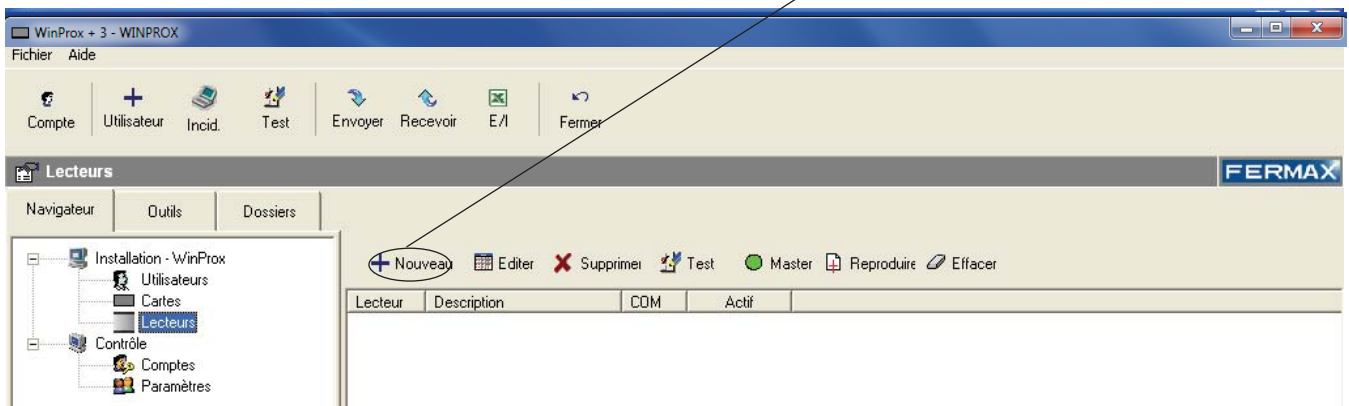 WinProx + 3 - WINPROX
Fichier Aide
Compte Utilisateur Incid. Test Envoyer Recevoir E/I Fermer
Lecteurs FERMAX
Navigateur Outils Dossiers
Installation - WinProx
Utilisateurs
Cartes
Lecteurs
Contrôle
Comptes
Paramètres
Nouveau Editer Supprimer Test Master Reproduire Effacer
Lecteur Description COM Actif